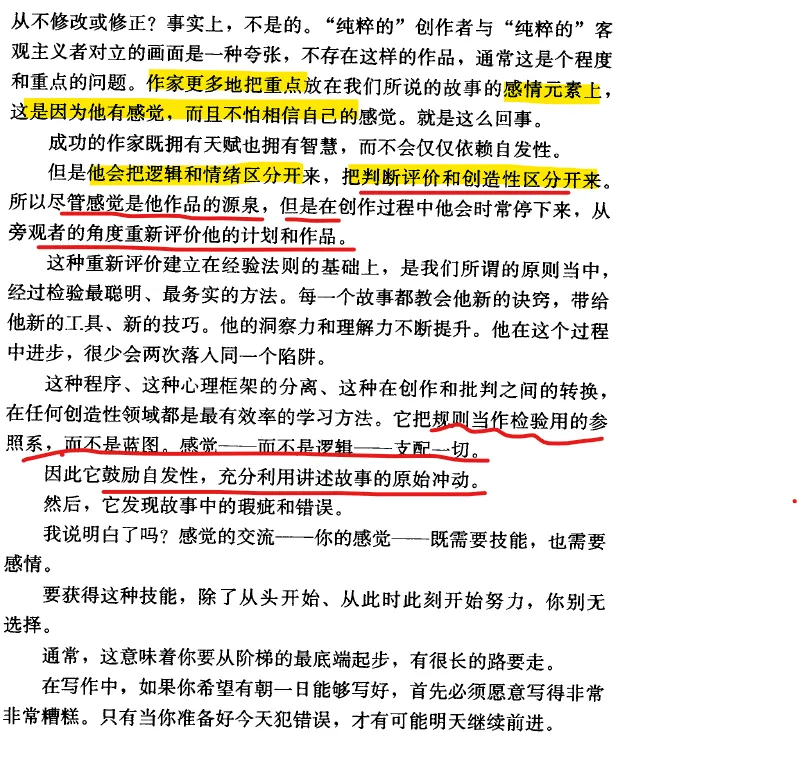 从不修改或修正？事实上，不是的。“纯粹的”创作者与“纯粹的”客
观主义者对立的画面是一种夸张，不存在这样的作品，通常这是个程度
和重点的问题。作家更多地把重点放在我们所说的故事的感情元素上，
这是因为他有感觉，而且不怕相信自己的感觉。就是这么回事。
成功的作家既拥有天赋也拥有智慧，而不会仅仅依赖自发性。
但是他会把逻辑和情绪区分开来，把判断评价和创造性区分开来。
所以尽管感觉是他作品的源泉，但是在创作过程中他会时常停下来，从
旁观者的角度重新评价他的计划和作品。
这种重新评价建立在经验法则的基础上，是我们所谓的原则当中，
经过检验最聪明、最务实的方法。每一个故事都教会他新的诀窍，带给
他新的工具、新的技巧。他的洞察力和理解力不断提升。他在这个过程
中进步，很少会两次落入同一个陷阱。
这种程序、这种心理框架的分离、这种在创作和批判之间的转换，
在任何创造性领域都是最有效率的学习方法。它把规则当作检验用的参
照系，而不是蓝图。感觉——而不是逻辑——支配一切。
因此它鼓励自发性，充分利用讲述故事的原始冲动。
然后，它发现故事中的瑕疵和错误。
我说明白了吗？感觉的交流——你的感觉——既需要技能，也需要
感情。
要获得这种技能，除了从头开始、从此时此刻开始努力，你别无
选择。
通常，这意味着你要从阶梯的最底端起步，有很长的路要走。
在写作中，如果你希望有朝一日能够写好，首先必须愿意写得非常
非常糟糕。只有当你准备好今天犯错误，才有可能明天继续前进。